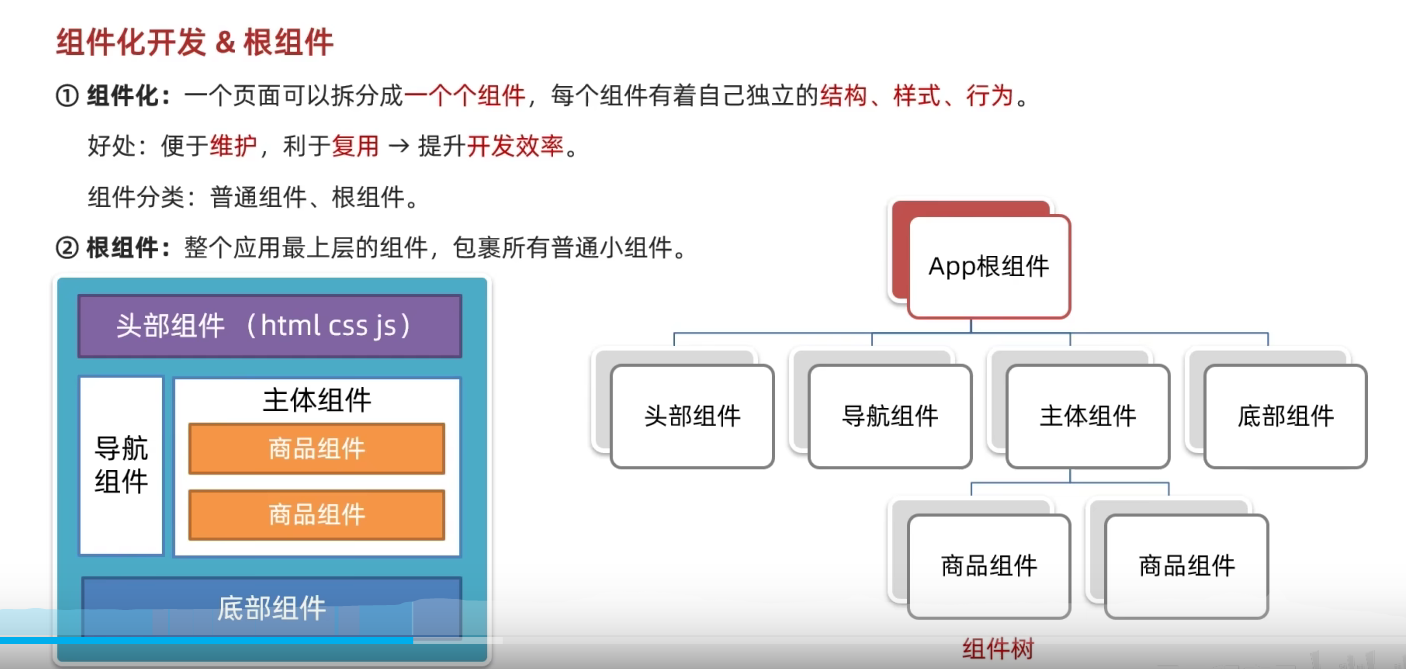 组件化开发 & 根组件
① 组件化：一个页面可以拆分成一个个组件，每个组件有着自己独立的结构、样式、行为。
好处：便于维护，利于复用 → 提升开发效率。
组件分类：普通组件、根组件。
② 根组件：整个应用最上层的组件，包裹所有普通小组件。
头部组件 （html css js）
导航
组件
主体组件
商品组件
商品组件
底部组件
App根组件
头部组件
导航组件
主体组件
底部组件
商品组件
商品组件
组件树